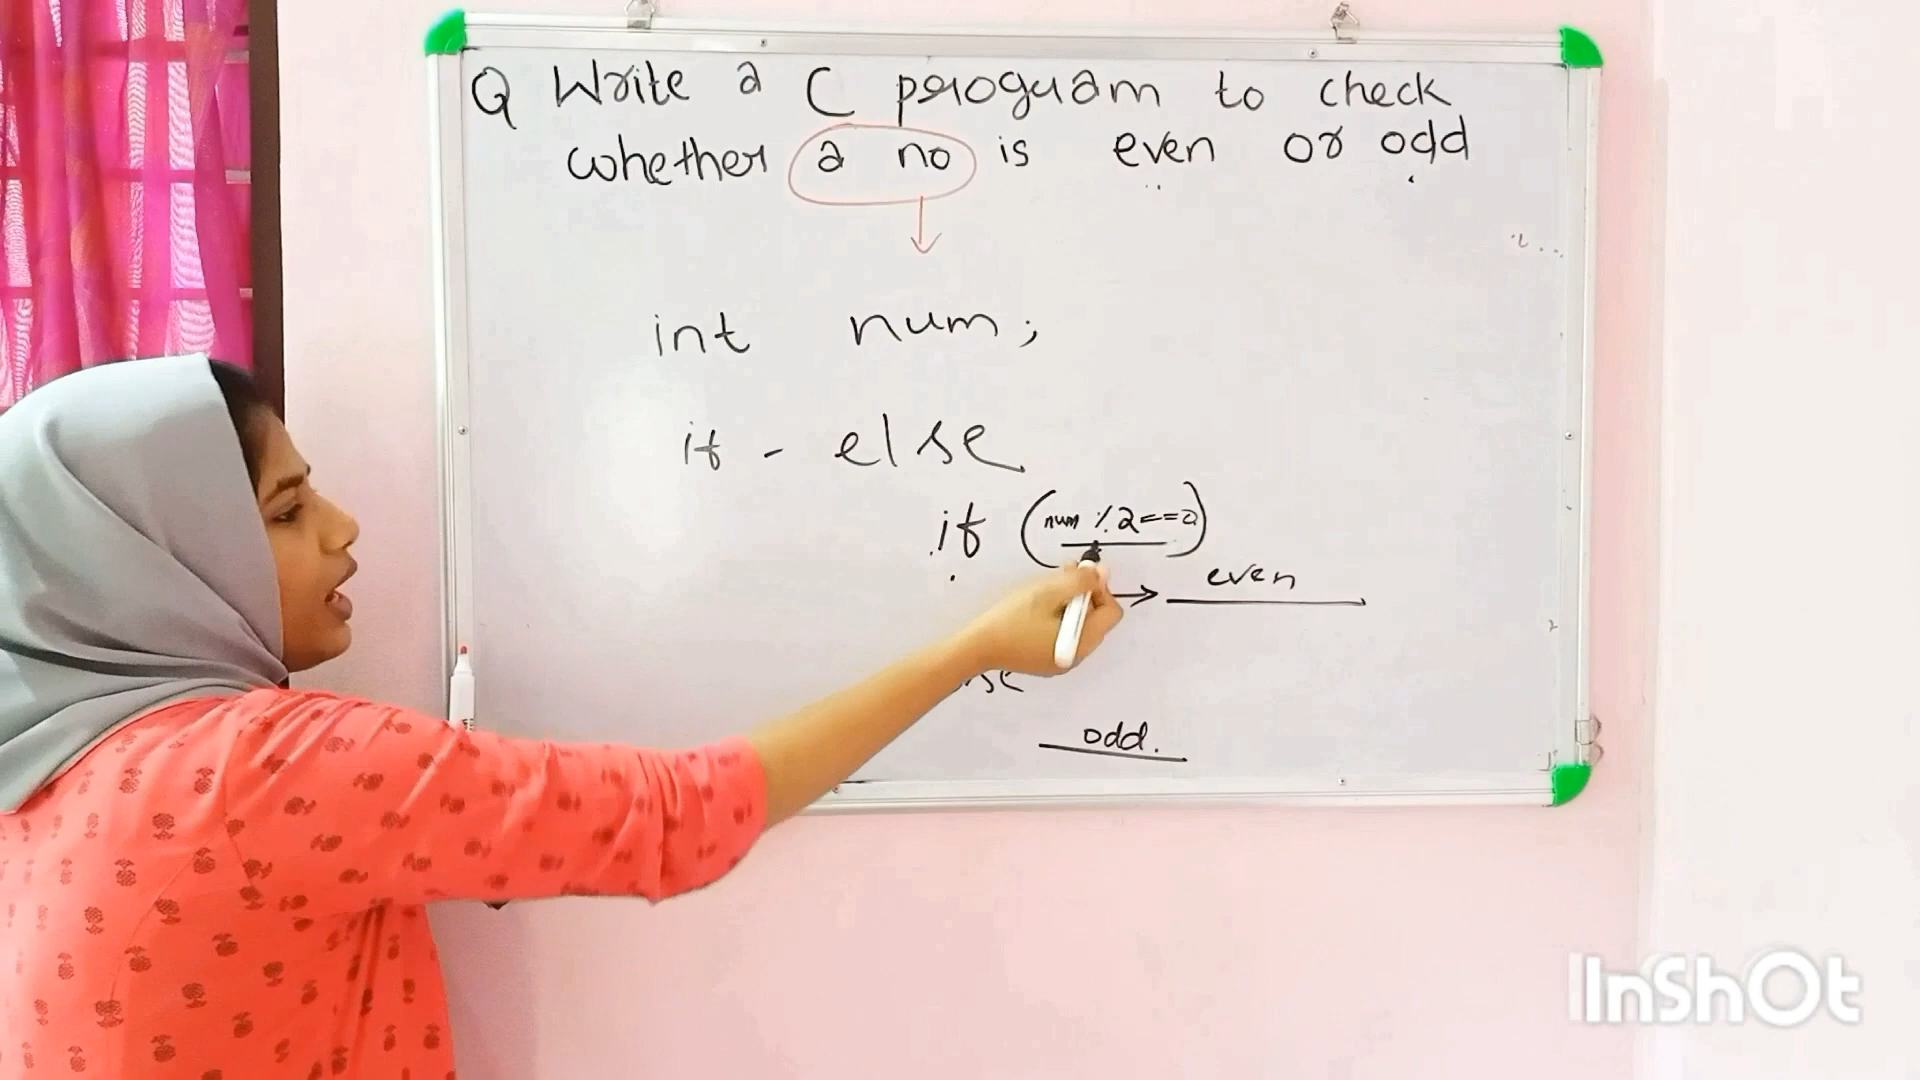 Q Write a C program to check
whether a no is even or odd
int num;
if - else
if (num % 2 == 0)
even
odd.
InShOt